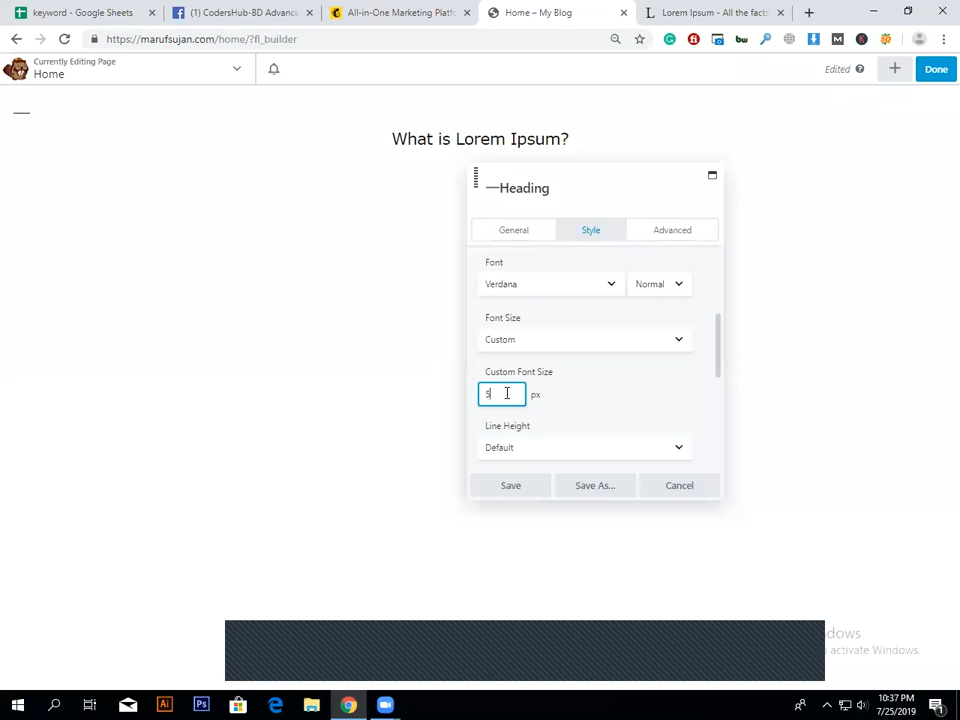 keyword - Google Sheets
(1) CodersHub-BD Advance
All-in-One Marketing Platf
Home – My Blog
Lorem Ipsum - All the facts
https://marufsujan.com/home/?fl_builder
Currently Editing Page
Home
Edited
Done
What is Lorem Ipsum?
Heading
General
Style
Advanced
Font
Verdana
Normal
Font Size
Custom
Custom Font Size
5
px
Line Height
Default
Save
Save As...
Cancel
dows
activate Windows.
10:37 PM
7/25/2019